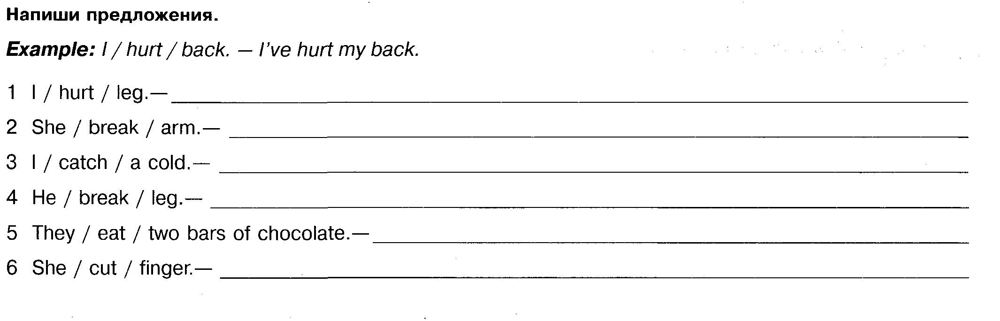 Напиши предложения.
Example: I / hurt / back. — I've hurt my back.
1 I / hurt / leg.—
2 She / break / arm.—
3 I / catch / a cold.—
4 He / break / leg.—
5 They / eat / two bars of chocolate.—
6 She / cut / finger.—